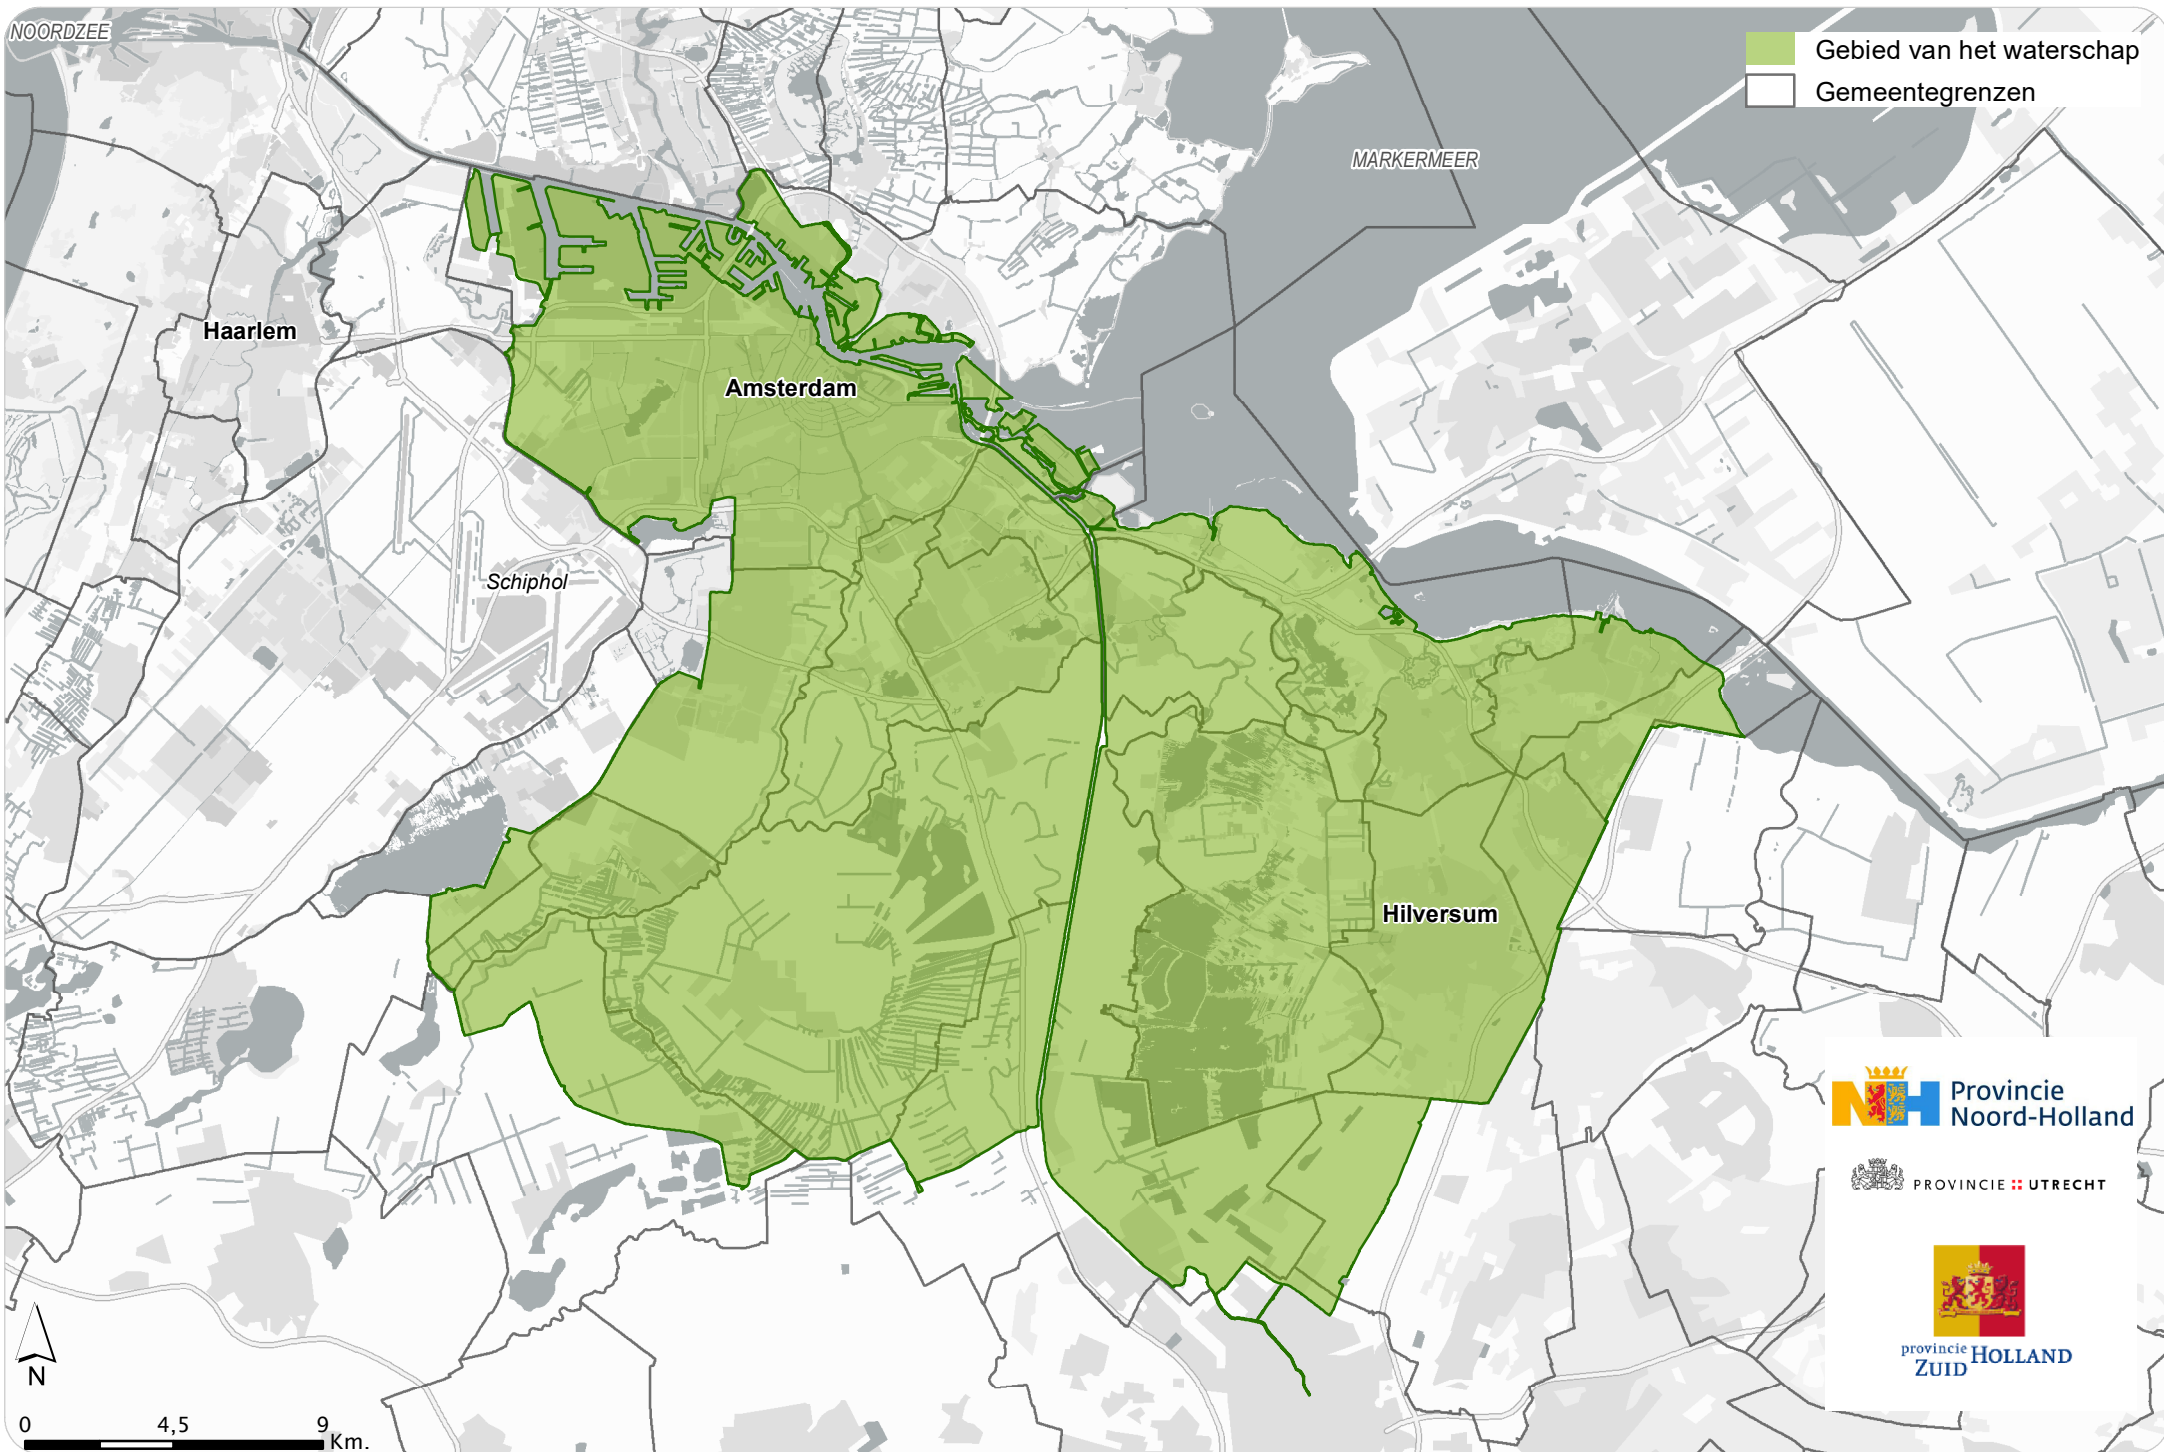 NOORDZEE
Gebied van het waterschap
Gemeentegrenzen
MARKERMEER
Haarlem
Amsterdam
Schiphol
Hilversum
NH Provincie
Noord-Holland
PROVINCIE UTRECHT
provincie
ZUID HOLLAND
N
0 4,5 9
Km.